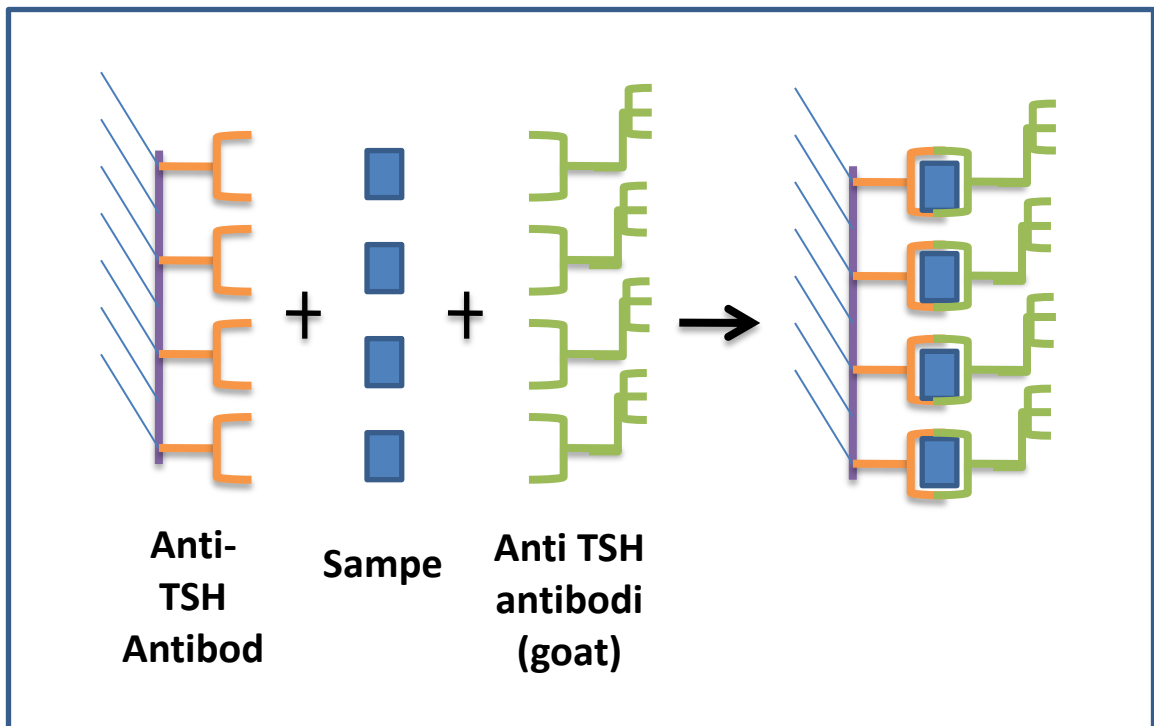 Anti-
TSH
Antibod
Sampe
Anti TSH
antibodi
(goat)